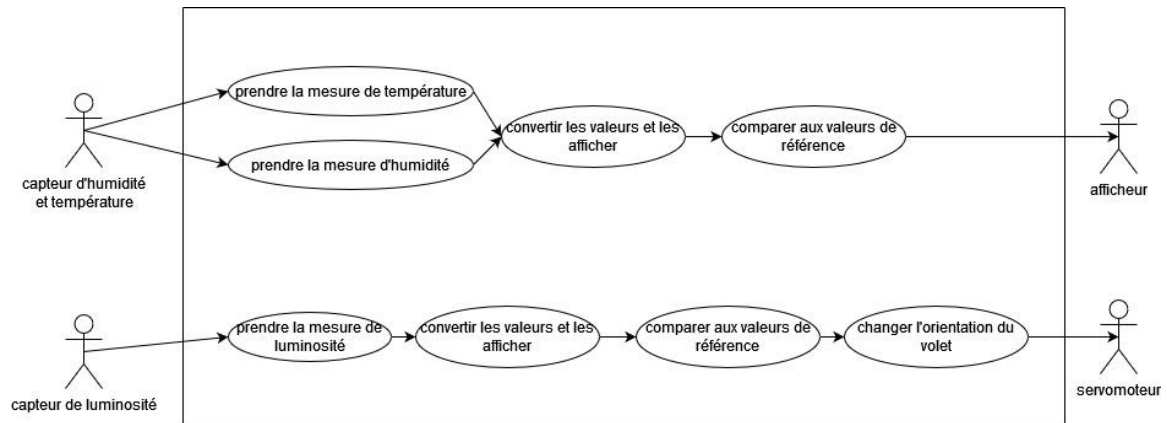 prendre la mesure de température
prendre la mesure d'humidité
convertir les valeurs et les
afficher
comparer aux valeurs de
référence
capteur d'humidité
et température
afficheur
prendre la mesure de
luminosité
convertir les valeurs et les
afficher
comparer aux valeurs de
référence
changer l'orientation du
volet
capteur de luminosité
servomoteur